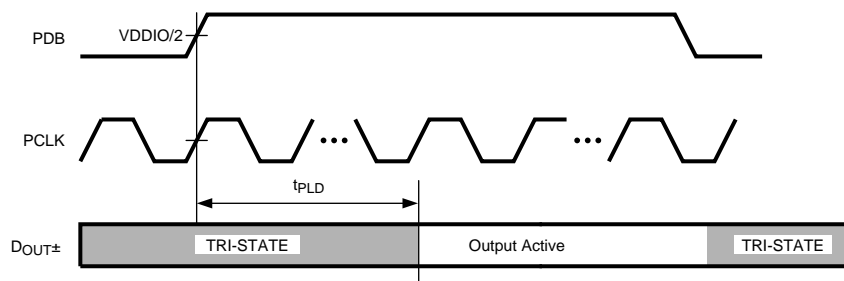 PDB
VDDIO/2
PCLK
tPLD
DOUT±
TRI-STATE
Output Active
TRI-STATE